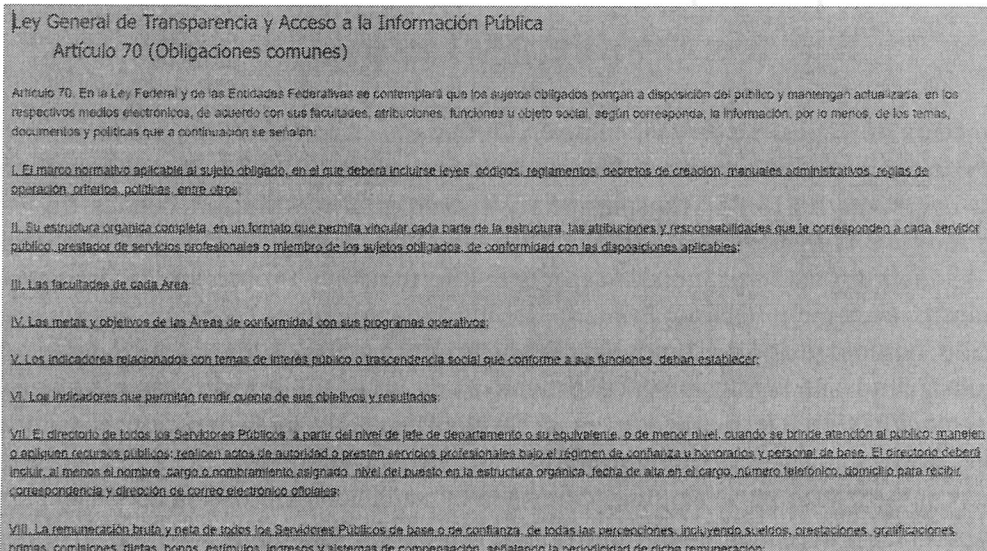 Ley General de Transparencia y Acceso a la Información Pública
Artículo 70 (Obligaciones comunes)
Artículo 70. En la Ley Federal y de las Entidades Federativas se contemplará que los sujetos obligados pongan a disposición del público y mantengan actualizada, en los
respectivos medios electrónicos, de acuerdo con sus facultades, atribuciones, funciones u objeto social, según corresponda, la información, por lo menos, de los temas,
documentos y políticas que a continuación se señalan:
I. El marco normativo aplicable al sujeto obligado, en el que deberá incluirse leyes, códigos, reglamentos, decretos de creación, manuales administrativos, reglas de
operación, criterios, políticas, entre otros;
II. Su estructura orgánica completa, en un formato que permita vincular cada parte de la estructura, las atribuciones y responsabilidades que le corresponden a cada servidor
público, prestador de servicios profesionales o miembro de los sujetos obligados, de conformidad con las disposiciones aplicables;
III. Las facultades de cada Área;
IV. Las metas y objetivos de las Áreas de conformidad con sus programas operativos;
V. Los indicadores relacionados con temas de interés público o trascendencia social que conforme a sus funciones, deban establecer;
VI. Los indicadores que permitan rendir cuenta de sus objetivos y resultados;
VII. El directorio de todos los Servidores Públicos, a partir del nivel de jefe de departamento o su equivalente, o de menor nivel, cuando se brinde atención al público; manejen
o apliquen recursos públicos; realicen actos de autoridad o presten servicios profesionales bajo el régimen de confianza u honorarios y personal de base. El directorio deberá
incluir, al menos el nombre, cargo o nombramiento asignado, nivel del puesto en la estructura orgánica, fecha de alta en el cargo, número telefónico, domicilio para recibir
correspondencia y dirección de correo electrónico oficiales;
VIII. La remuneración bruta y neta de todos los Servidores Públicos de base o de confianza, de todas las percepciones, incluyendo sueldos, prestaciones, gratificaciones,
primas, comisiones, dietas, bonos, estímulos, ingresos y sistemas de compensación, señalando la periodicidad de dicha remuneración;